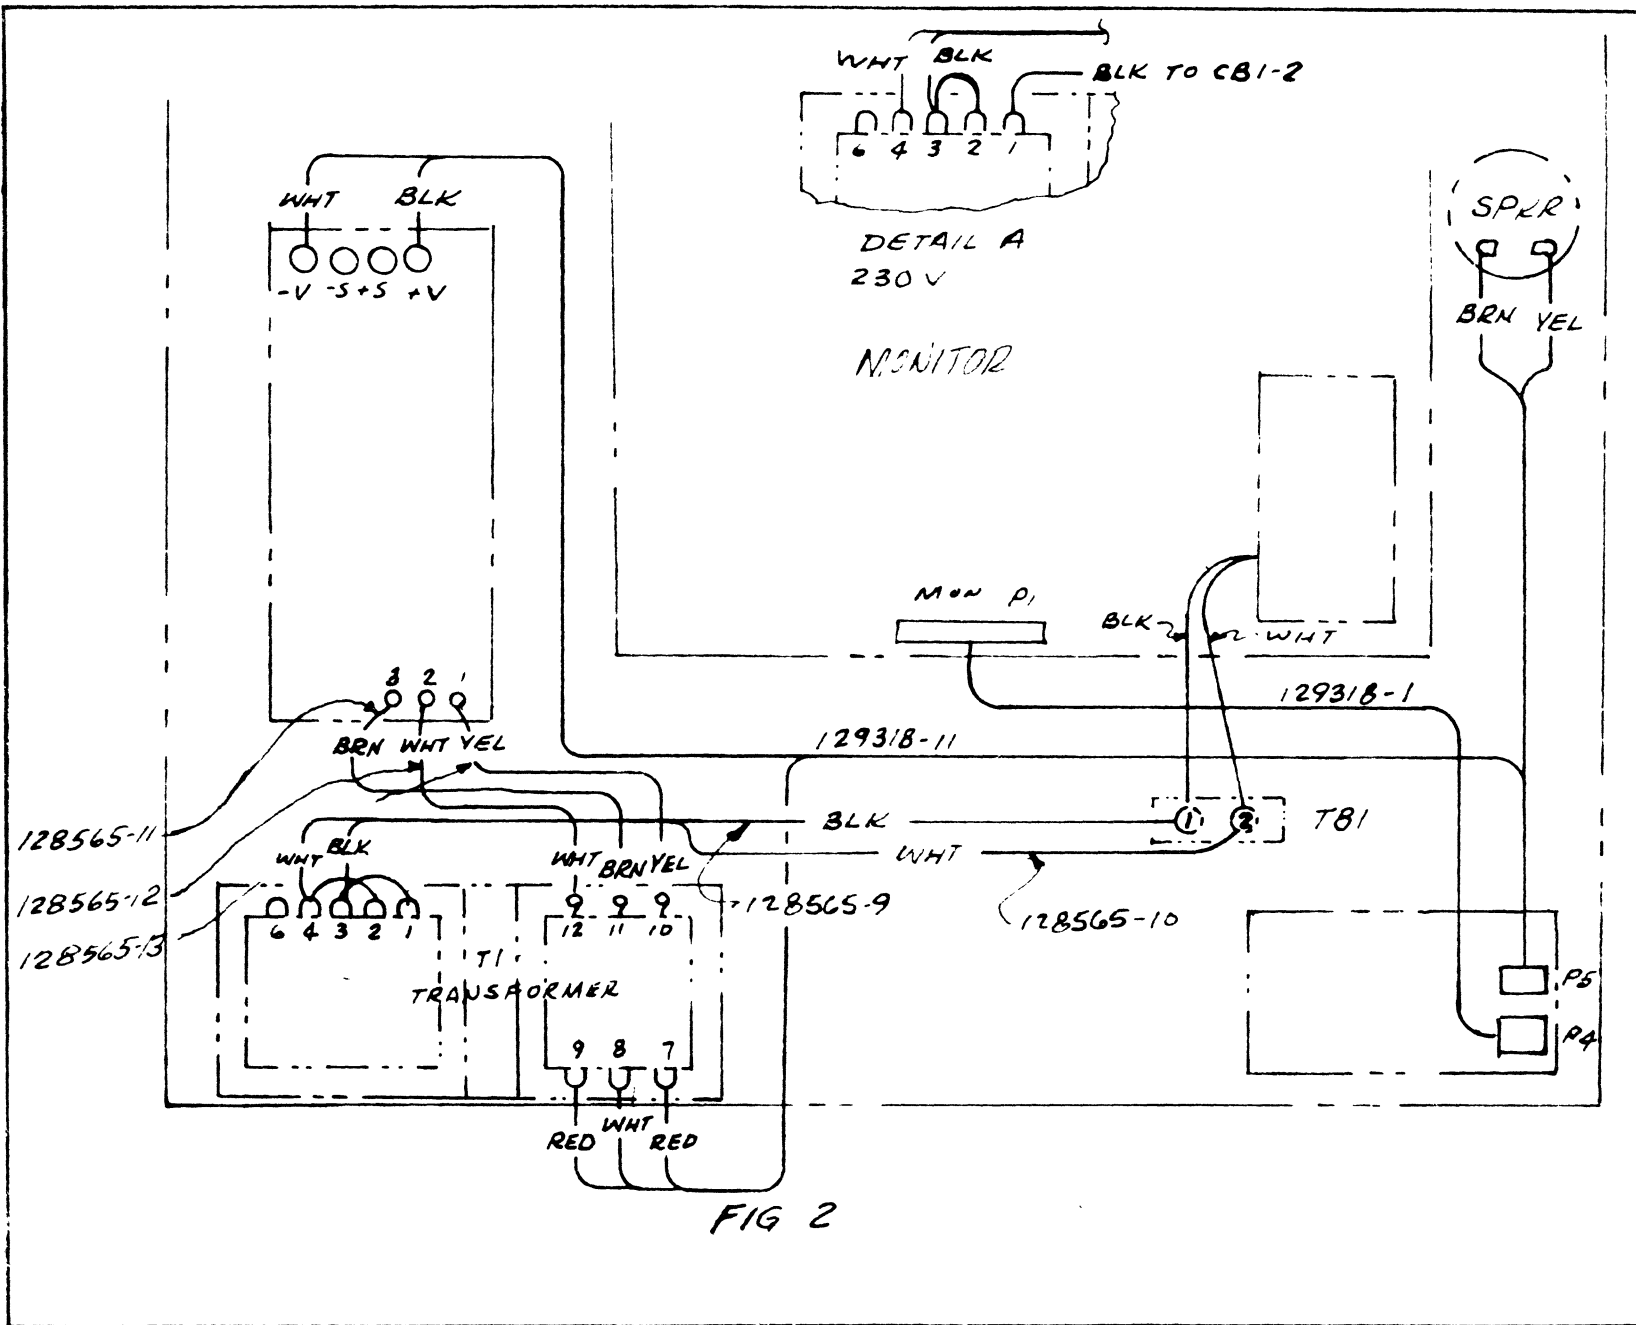 WHT BLK
BLK TO CB1-2
6 4 3 2 1
DETAIL A
230 V
MONITOR
SPKR
BRN YEL
WHT BLK
-V -S +S +V
MON P1
BLK WHT
129318-1
129318-11
3 2 1
BRN WHT YEL
128565-11
128565-12
128565-13
BLK
WHT
1 2
TB1
128565-9
128565-10
WHT BLK
6 4 3 2 1
WHT BRN YEL
12 11 10
T1
TRANSFORMER
9 8 7
RED WHT RED
P5
P4
FIG 2